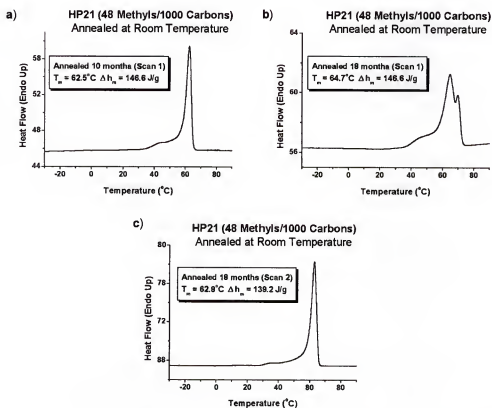 a)
HP21 (48 Methyls/1000 Carbons)
Annealed at Room Temperature
Annealed 10 months (Scan 1)
Tm = 62.5°C Δhm = 146.6 J/g
Heat Flow (Endo Up)
58
52
46
44
-20 0 20 40 60 80
Temperature (°C)
b)
HP21 (48 Methyls/1000 Carbons)
Annealed at Room Temperature
Annealed 18 months (Scan 1)
Tm = 64.7°C Δhm = 146.6 J/g
Heat Flow (Endo Up)
64
60
56
-20 0 20 40 60 80
Temperature (°C)
c)
HP21 (48 Methyls/1000 Carbons)
Annealed at Room Temperature
Annealed 18 months (Scan 2)
Tm = 62.8°C Δhm = 139.2 J/g
Heat Flow (Endo Up)
80
78
72
68
-20 0 20 40 60 80
Temperature (°C)